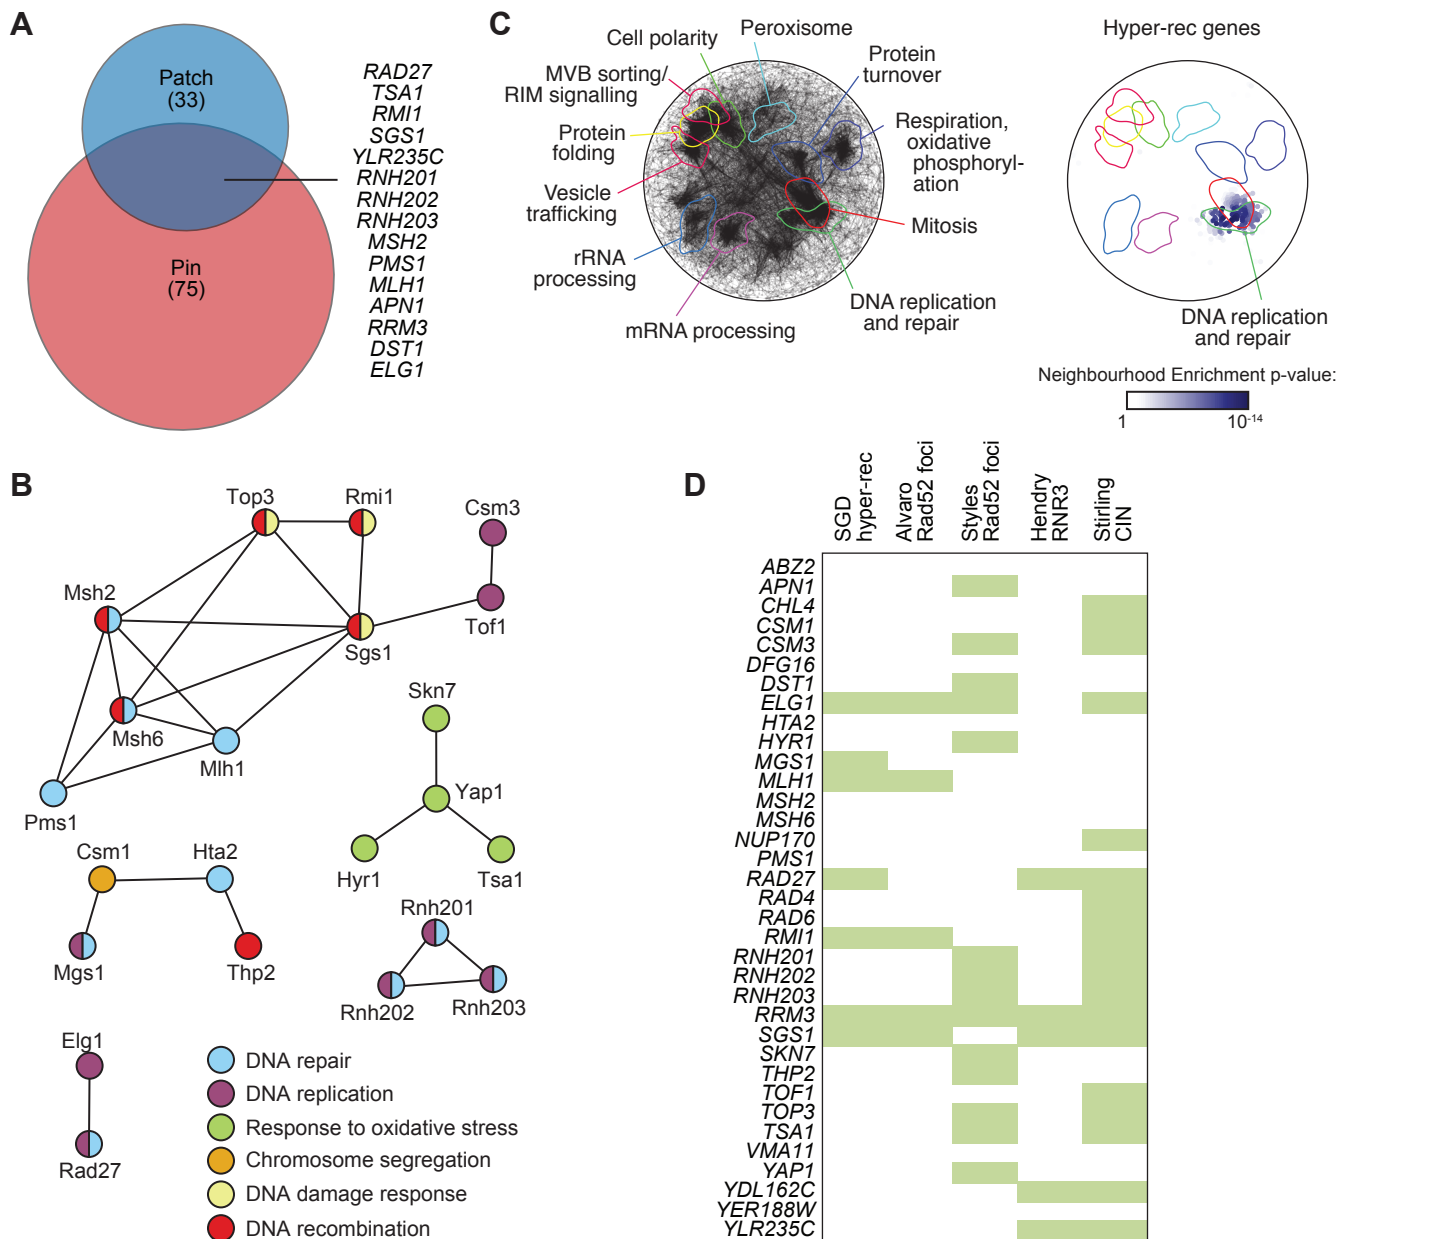 A
Patch
(33)
Pin
(75)
RAD27
TSA1
RMI1
SGS1
YLR235C
RNH201
RNH202
RNH203
MSH2
PMS1
MLH1
APN1
RRM3
DST1
ELG1
C
Cell polarity
Peroxisome
MVB sorting/
RIM signalling
Protein
turnover
Protein
folding
Respiration,
oxidative
phosphoryl-
ation
Vesicle
trafficking
Mitosis
rRNA
processing
mRNA processing
DNA replication
and repair
Hyper-rec genes
DNA replication
and repair
Neighbourhood Enrichment p-value:
1
10-14
B
Top3
Rmi1
Csm3
Msh2
Tof1
Sgs1
Msh6
Mlh1
Pms1
Skn7
Yap1
Hyr1
Tsa1
Csm1
Hta2
Mgs1
Thp2
Rnh201
Rnh202
Rnh203
Elg1
Rad27
DNA repair
DNA replication
Response to oxidative stress
Chromosome segregation
DNA damage response
DNA recombination
D
SGD
hyper-rec
Alvaro
Rad52 foci
Styles
Rad52 foci
Hendry
RNR3
Stirling
CIN
ABZ2
APN1
CHL4
CSM1
CSM3
DFG16
DST1
ELG1
HTA2
HYR1
MGS1
MLH1
MSH2
MSH6
NUP170
PMS1
RAD27
RAD4
RAD6
RMI1
RNH201
RNH202
RNH203
RRM3
SGS1
SKN7
THP2
TOF1
TOP3
TSA1
VMA11
YAP1
YDL162C
YER188W
YLR235C